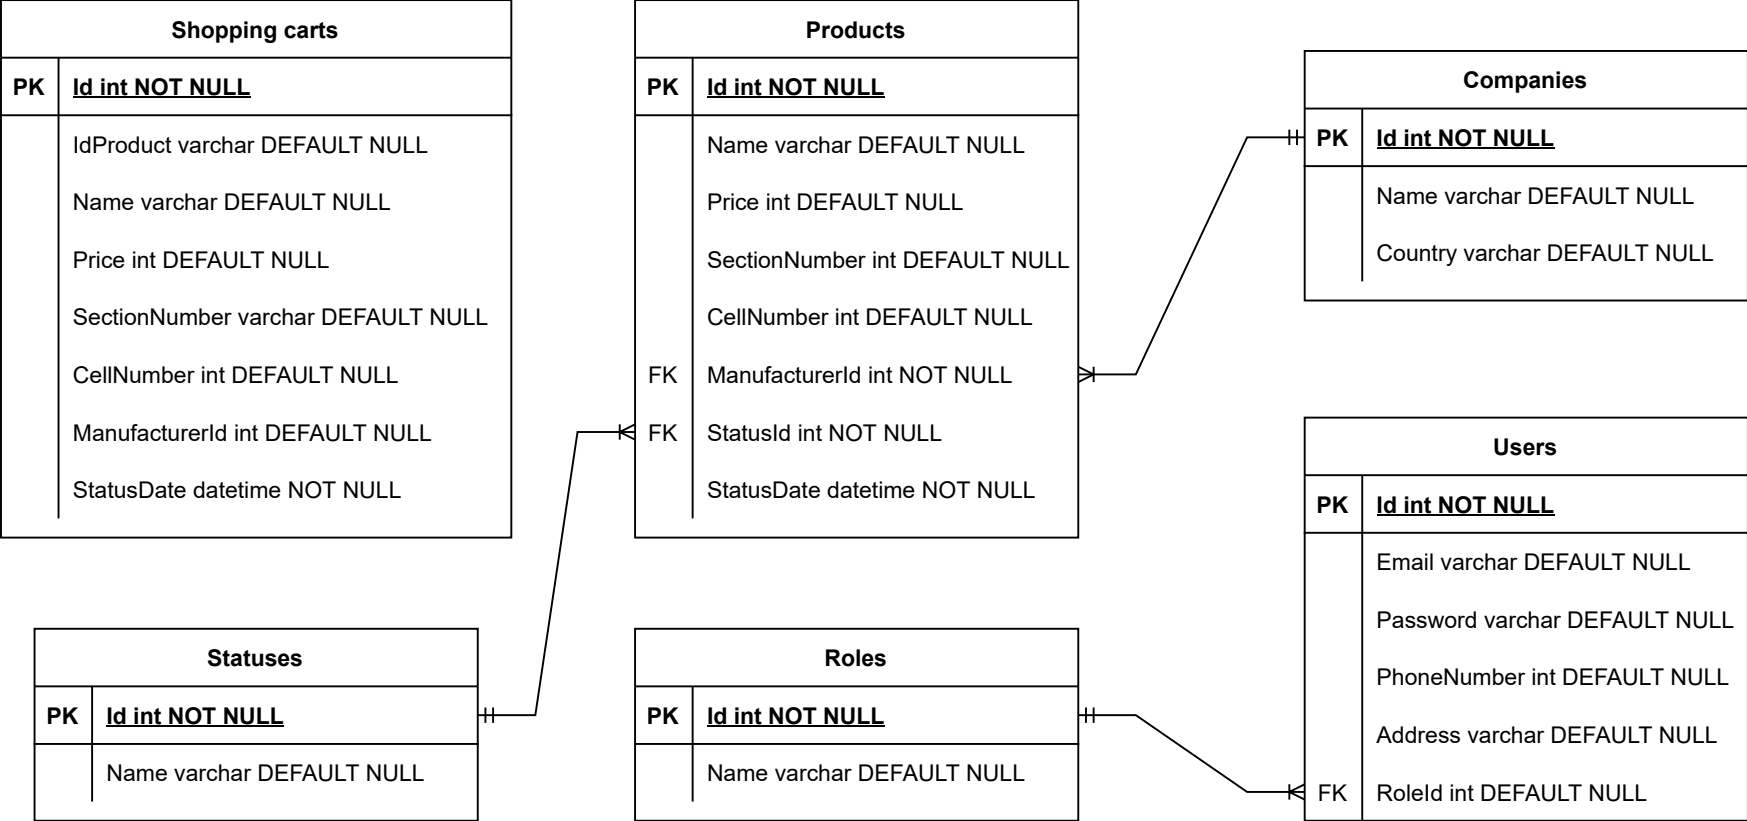 Shopping carts
PK Id int NOT NULL
IdProduct varchar DEFAULT NULL
Name varchar DEFAULT NULL
Price int DEFAULT NULL
SectionNumber varchar DEFAULT NULL
CellNumber int DEFAULT NULL
ManufacturerId int DEFAULT NULL
StatusDate datetime NOT NULL
Products
PK Id int NOT NULL
Name varchar DEFAULT NULL
Price int DEFAULT NULL
SectionNumber int DEFAULT NULL
CellNumber int DEFAULT NULL
FK ManufacturerId int NOT NULL
FK StatusId int NOT NULL
StatusDate datetime NOT NULL
Companies
PK Id int NOT NULL
Name varchar DEFAULT NULL
Country varchar DEFAULT NULL
Users
PK Id int NOT NULL
Email varchar DEFAULT NULL
Password varchar DEFAULT NULL
PhoneNumber int DEFAULT NULL
Address varchar DEFAULT NULL
FK RoleId int DEFAULT NULL
Statuses
PK Id int NOT NULL
Name varchar DEFAULT NULL
Roles
PK Id int NOT NULL
Name varchar DEFAULT NULL